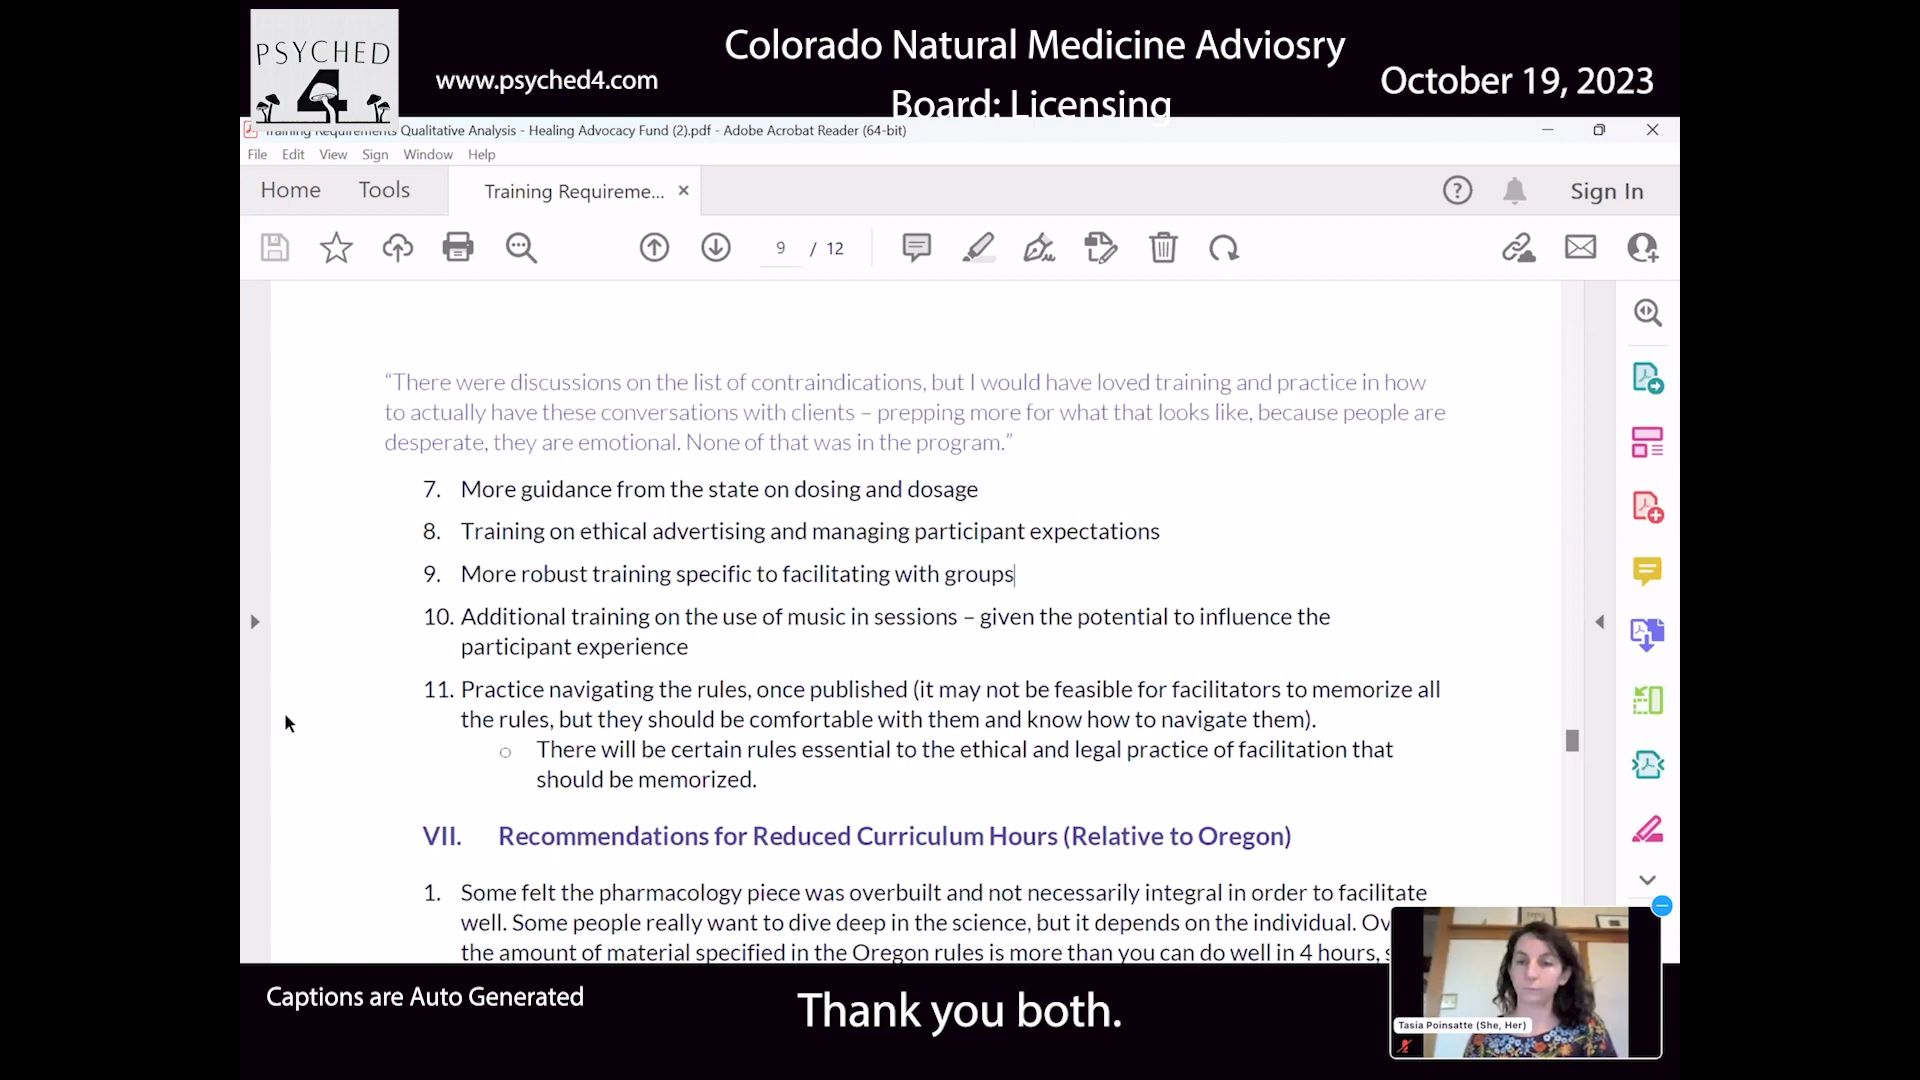 PSYCHED
4
www.psyched4.com
Colorado Natural Medicine Adviosry
Board: Licensing
October 19, 2023
Training Requirements Qualitative Analysis - Healing Advocacy Fund (2).pdf - Adobe Acrobat Reader (64-bit)
File Edit View Sign Window Help
Home Tools Training Requireme... Sign In
9 / 12
“There were discussions on the list of contraindications, but I would have loved training and practice in how
to actually have these conversations with clients – prepping more for what that looks like, because people are
desperate, they are emotional. None of that was in the program.”
7. More guidance from the state on dosing and dosage
8. Training on ethical advertising and managing participant expectations
9. More robust training specific to facilitating with groups
10. Additional training on the use of music in sessions – given the potential to influence the
participant experience
11. Practice navigating the rules, once published (it may not be feasible for facilitators to memorize all
the rules, but they should be comfortable with them and know how to navigate them).
○ There will be certain rules essential to the ethical and legal practice of facilitation that
should be memorized.
VII. Recommendations for Reduced Curriculum Hours (Relative to Oregon)
1. Some felt the pharmacology piece was overbuilt and not necessarily integral in order to facilitate
well. Some people really want to dive deep in the science, but it depends on the individual.
the amount of material specified in the Oregon rules is more than you can do well in 4 hours,
Captions are Auto Generated
Thank you both.
Tasia Poinsatte (She, Her)